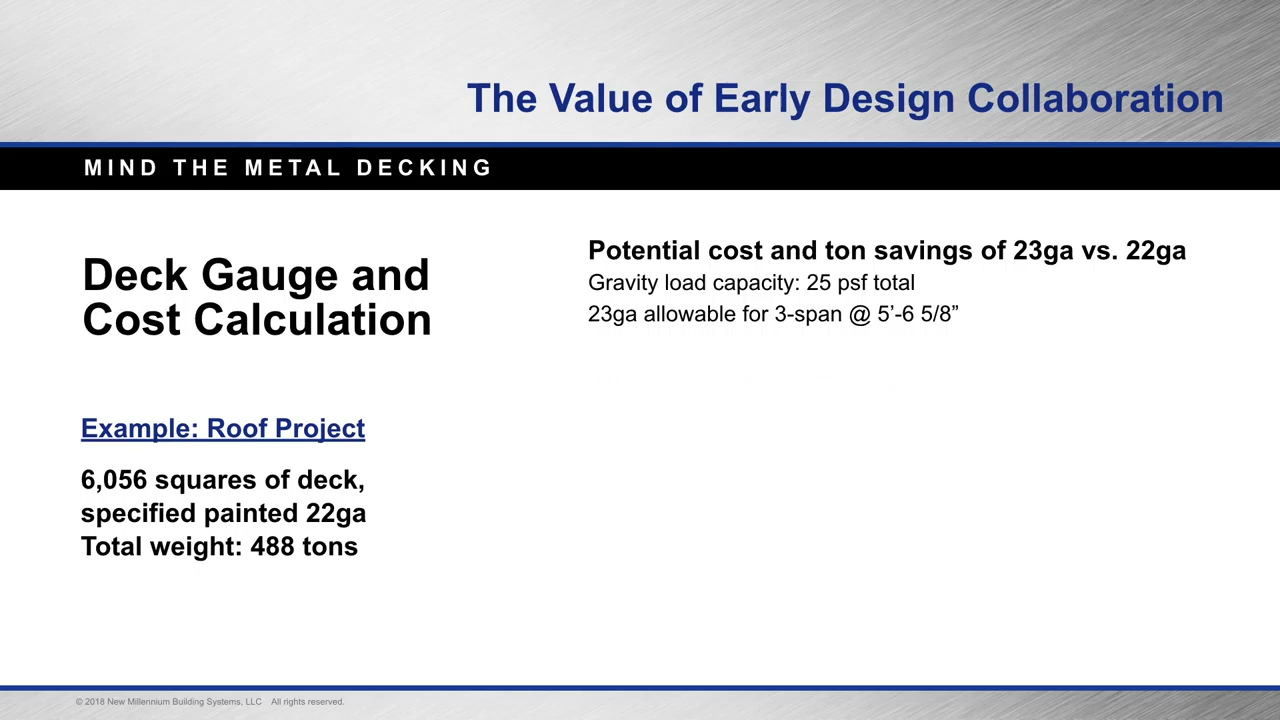 The Value of Early Design Collaboration
MIND THE METAL DECKING
Deck Gauge and
Cost Calculation
Example: Roof Project
6,056 squares of deck,
specified painted 22ga
Total weight: 488 tons
Potential cost and ton savings of 23ga vs. 22ga
Gravity load capacity: 25 psf total
23ga allowable for 3-span @ 5’-6 5/8”
© 2018 New Millennium Building Systems, LLC All rights reserved.